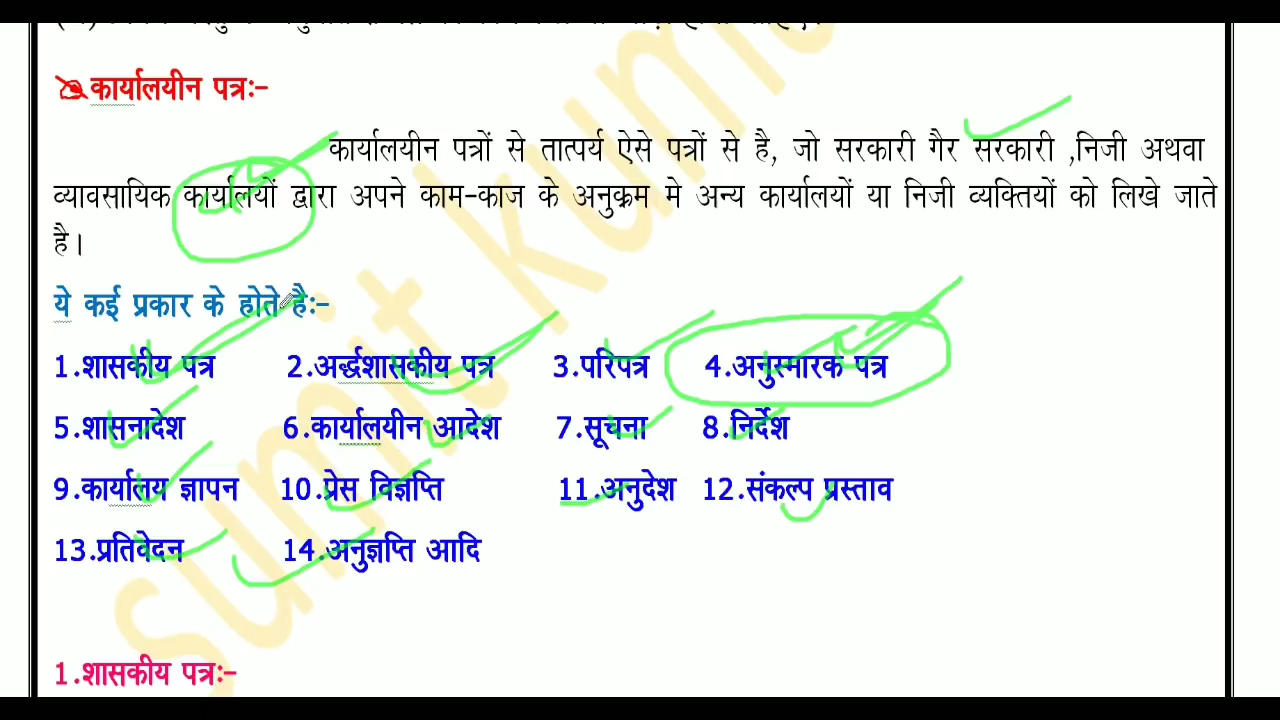 कार्यालयीन पत्रः-
कार्यालयीन पत्रों से तात्पर्य ऐसे पत्रों से है, जो सरकारी गैर सरकारी ,निजी अथवा
व्यावसायिक कार्यालयों द्वारा अपने काम-काज के अनुक्रम मे अन्य कार्यालयों या निजी व्यक्तियों को लिखे जाते
है।
ये कई प्रकार के होते हैः-
1.शासकीय पत्र 2.अर्द्धशासकीय पत्र 3.परिपत्र 4.अनुस्मारक पत्र
5.शासनादेश 6.कार्यालयीन आदेश 7.सूचना 8.निर्देश
9.कार्यालय ज्ञापन 10.प्रेस विज्ञप्ति 11.अनुदेश 12.संकल्प प्रस्ताव
13.प्रतिवेदन 14.अनुज्ञप्ति आदि
1.शासकीय पत्रः-
sumit kumar